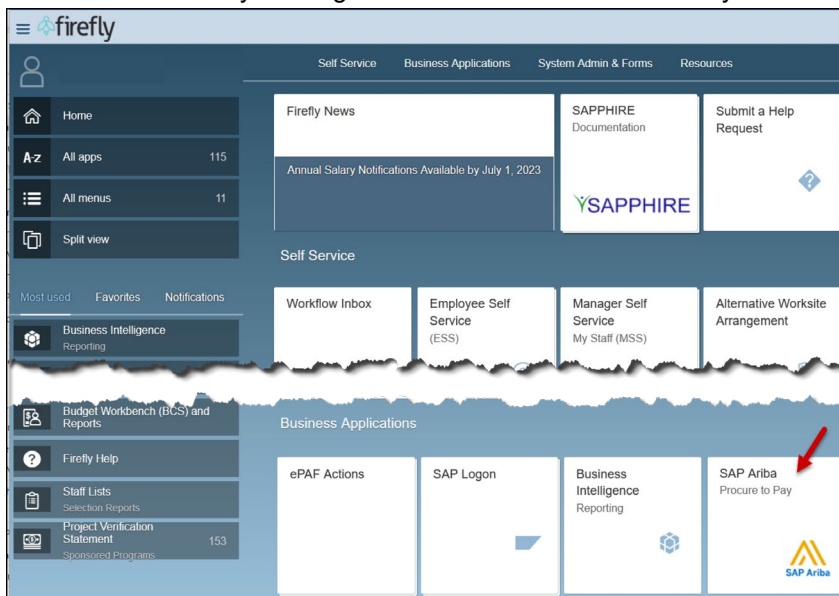 firefly
Self Service Business Applications System Admin & Forms Resources
Home
A-z All apps 115
All menus 11
Split view
Most used Favorites Notifications
Business Intelligence
Reporting
Budget Workbench (BCS) and
Reports
Firefly Help
Staff Lists
Selection Reports
Project Verification
Statement 153
Sponsored Programs
Firefly News
Annual Salary Notifications Available by July 1, 2023
SAPPHIRE
Documentation
SAPPHIRE
Submit a Help
Request
Self Service
Workflow Inbox
Employee Self
Service
(ESS)
Manager Self
Service
My Staff (MSS)
Alternative Worksite
Arrangement
Business Applications
ePAF Actions
SAP Logon
Business
Intelligence
Reporting
SAP Ariba
Procure to Pay
SAP Ariba